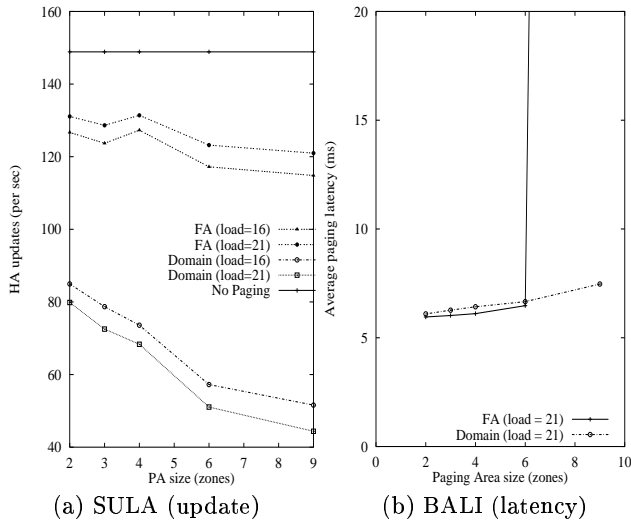 160
140
120
100
80
60
40
HA updates (per sec)
FA (load=16)
FA (load=21)
Domain (load=16)
Domain (load=21)
No Paging
2 3 4 5 6 7 8 9
PA size (zones)
(a) SULA (update)
20
15
10
5
0
Average paging latency (ms)
FA (load = 21)
Domain (load = 21)
0 2 4 6 8 10
Paging Area size (zones)
(b) BALI (latency)